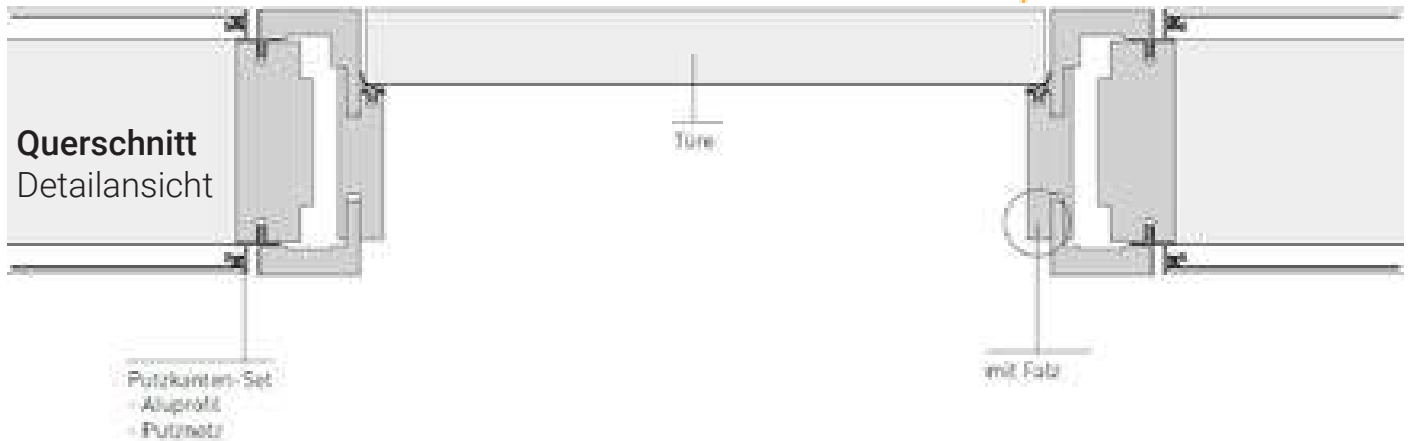 Querschnitt
Detailansicht
Türe
mit Falz
Putzkanten-Set
- Aluprofil
- Putznetz